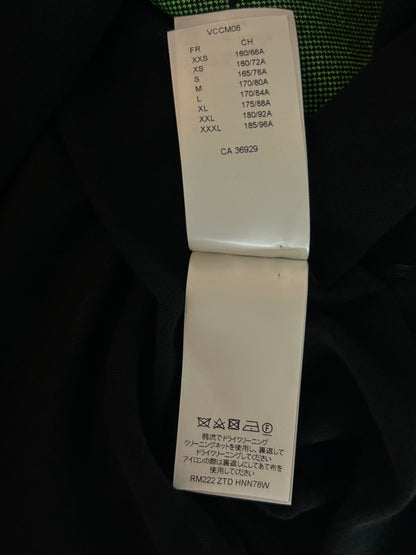 VCCM08
FR CH
XXS 160/68A
XS 160/72A
S 165/76A
M 170/80A
L 170/84A
XL 175/88A
XXL 180/92A
XXXL 185/96A
CA 36929
弱流でドライクリーニング
クリーニングネットを使用し、裏返して
ドライクリーニングしてください
アイロンの際は裏返しにしてあて布を
使用してください
RM222 ZTD HNN78W